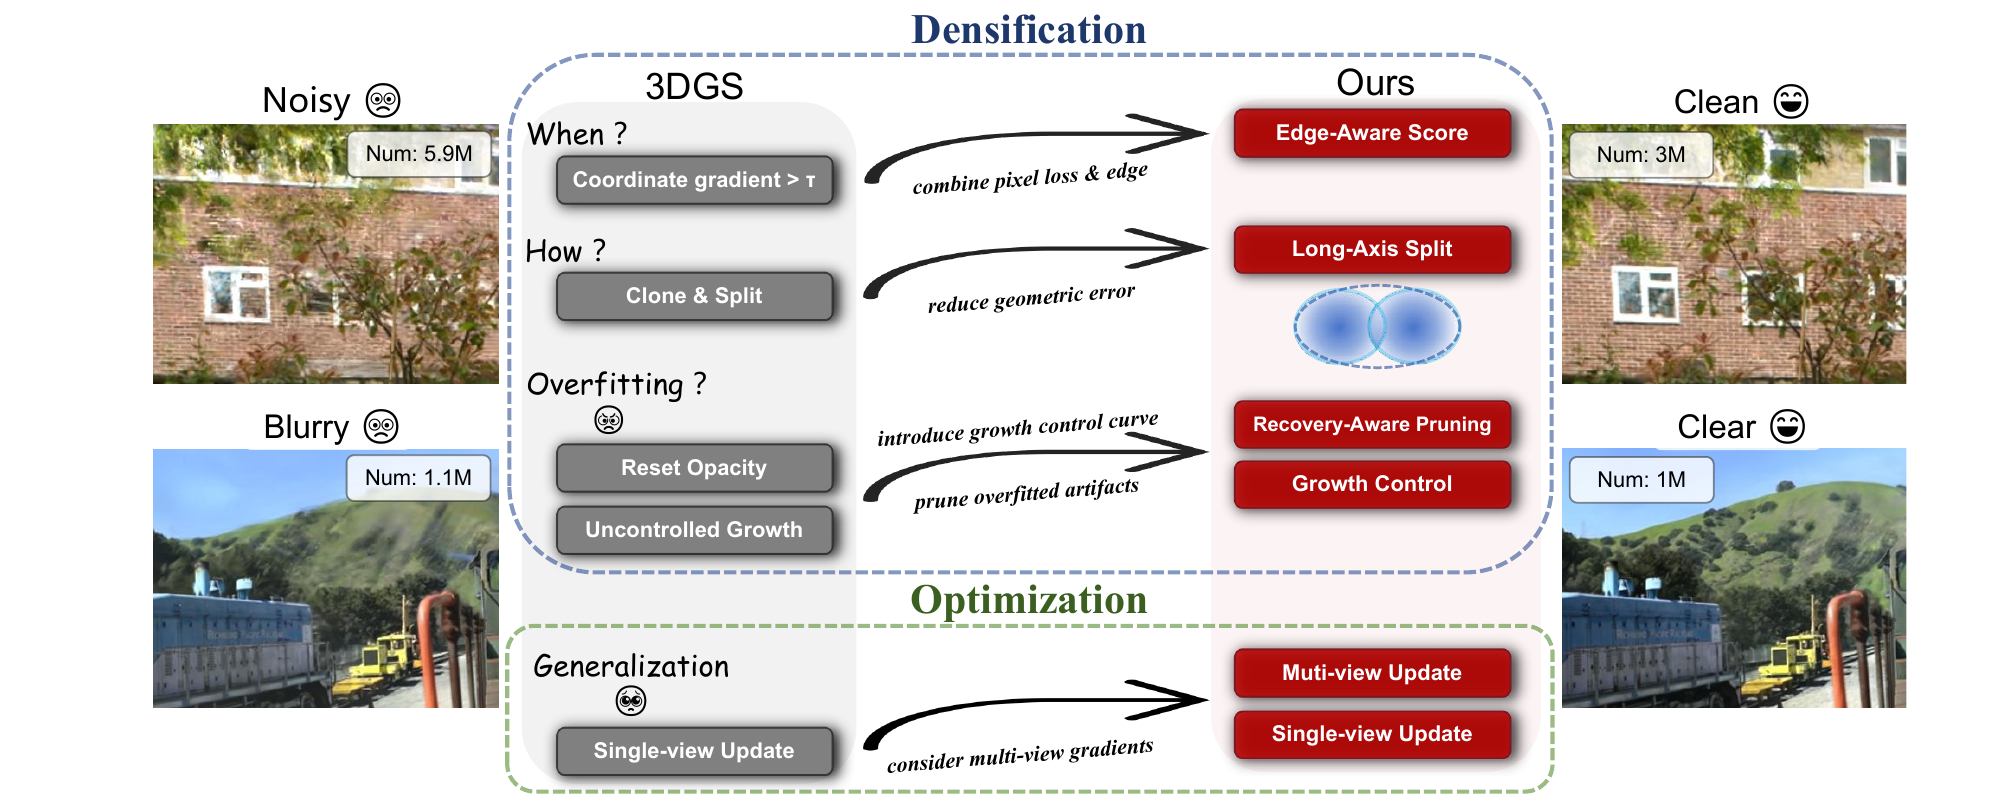 Densification
3DGS
Ours
Noisy
Clean
Num: 5.9M
Num: 3M
When ?
Coordinate gradient > τ
combine pixel loss & edge
Edge-Aware Score
How ?
Clone & Split
reduce geometric error
Long-Axis Split
Overfitting ?
Reset Opacity
Uncontrolled Growth
introduce growth control curve
prune overfitted artifacts
Recovery-Aware Pruning
Growth Control
Blurry
Clear
Num: 1.1M
Num: 1M
Optimization
Generalization
Single-view Update
consider multi-view gradients
Muti-view Update
Single-view Update